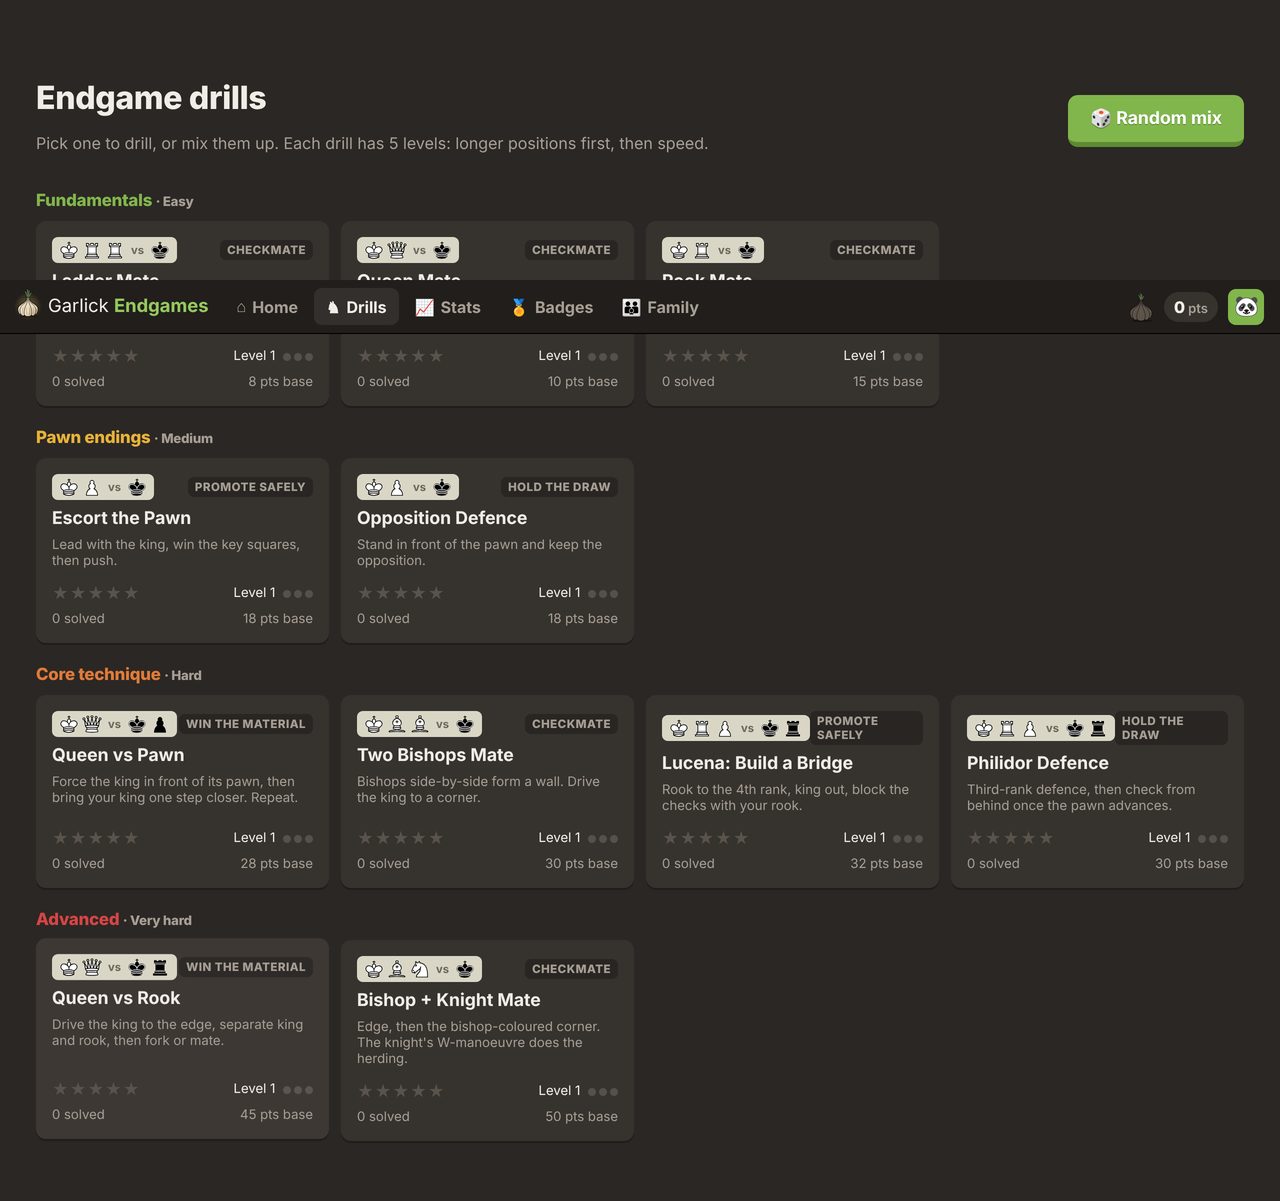 Endgame drills
Random mix
Pick one to drill, or mix them up. Each drill has 5 levels: longer positions first, then speed.
Fundamentals · Easy
vs CHECKMATE
vs CHECKMATE
vs CHECKMATE
Ladder Mate
Queen Mate
Rook Mate
Garlick Endgames
Home
Drills
Stats
Badges
Family
0 pts
Level 1
0 solved
8 pts base
Level 1
0 solved
10 pts base
Level 1
0 solved
15 pts base
Pawn endings · Medium
vs PROMOTE SAFELY
Escort the Pawn
Lead with the king, win the key squares,
then push.
Level 1
0 solved
18 pts base
vs HOLD THE DRAW
Opposition Defence
Stand in front of the pawn and keep the
opposition.
Level 1
0 solved
18 pts base
Core technique · Hard
vs WIN THE MATERIAL
Queen vs Pawn
Force the king in front of its pawn, then
bring your king one step closer. Repeat.
Level 1
0 solved
28 pts base
vs CHECKMATE
Two Bishops Mate
Bishops side-by-side form a wall. Drive
the king to a corner.
Level 1
0 solved
30 pts base
vs PROMOTE
SAFELY
Lucena: Build a Bridge
Rook to the 4th rank, king out, block the
checks with your rook.
Level 1
0 solved
32 pts base
vs HOLD THE
DRAW
Philidor Defence
Third-rank defence, then check from
behind once the pawn advances.
Level 1
0 solved
30 pts base
Advanced · Very hard
vs WIN THE MATERIAL
Queen vs Rook
Drive the king to the edge, separate king
and rook, then fork or mate.
Level 1
0 solved
45 pts base
vs CHECKMATE
Bishop + Knight Mate
Edge, then the bishop-coloured corner.
The knight's W-manoeuvre does the
herding.
Level 1
0 solved
50 pts base